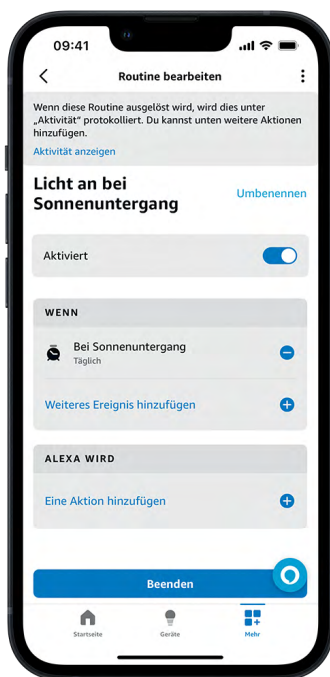 09:41
Routine bearbeiten
Wenn diese Routine ausgelöst wird, wird dies unter
„Aktivität“ protokolliert. Du kannst unten weitere Aktionen
hinzufügen.
Aktivität anzeigen
Licht an bei
Sonnenuntergang
Umbenennen
Aktiviert
WENN
Bei Sonnenuntergang
Täglich
Weiteres Ereignis hinzufügen
ALEXA WIRD
Eine Aktion hinzufügen
Beenden
Startseite
Geräte
Mehr